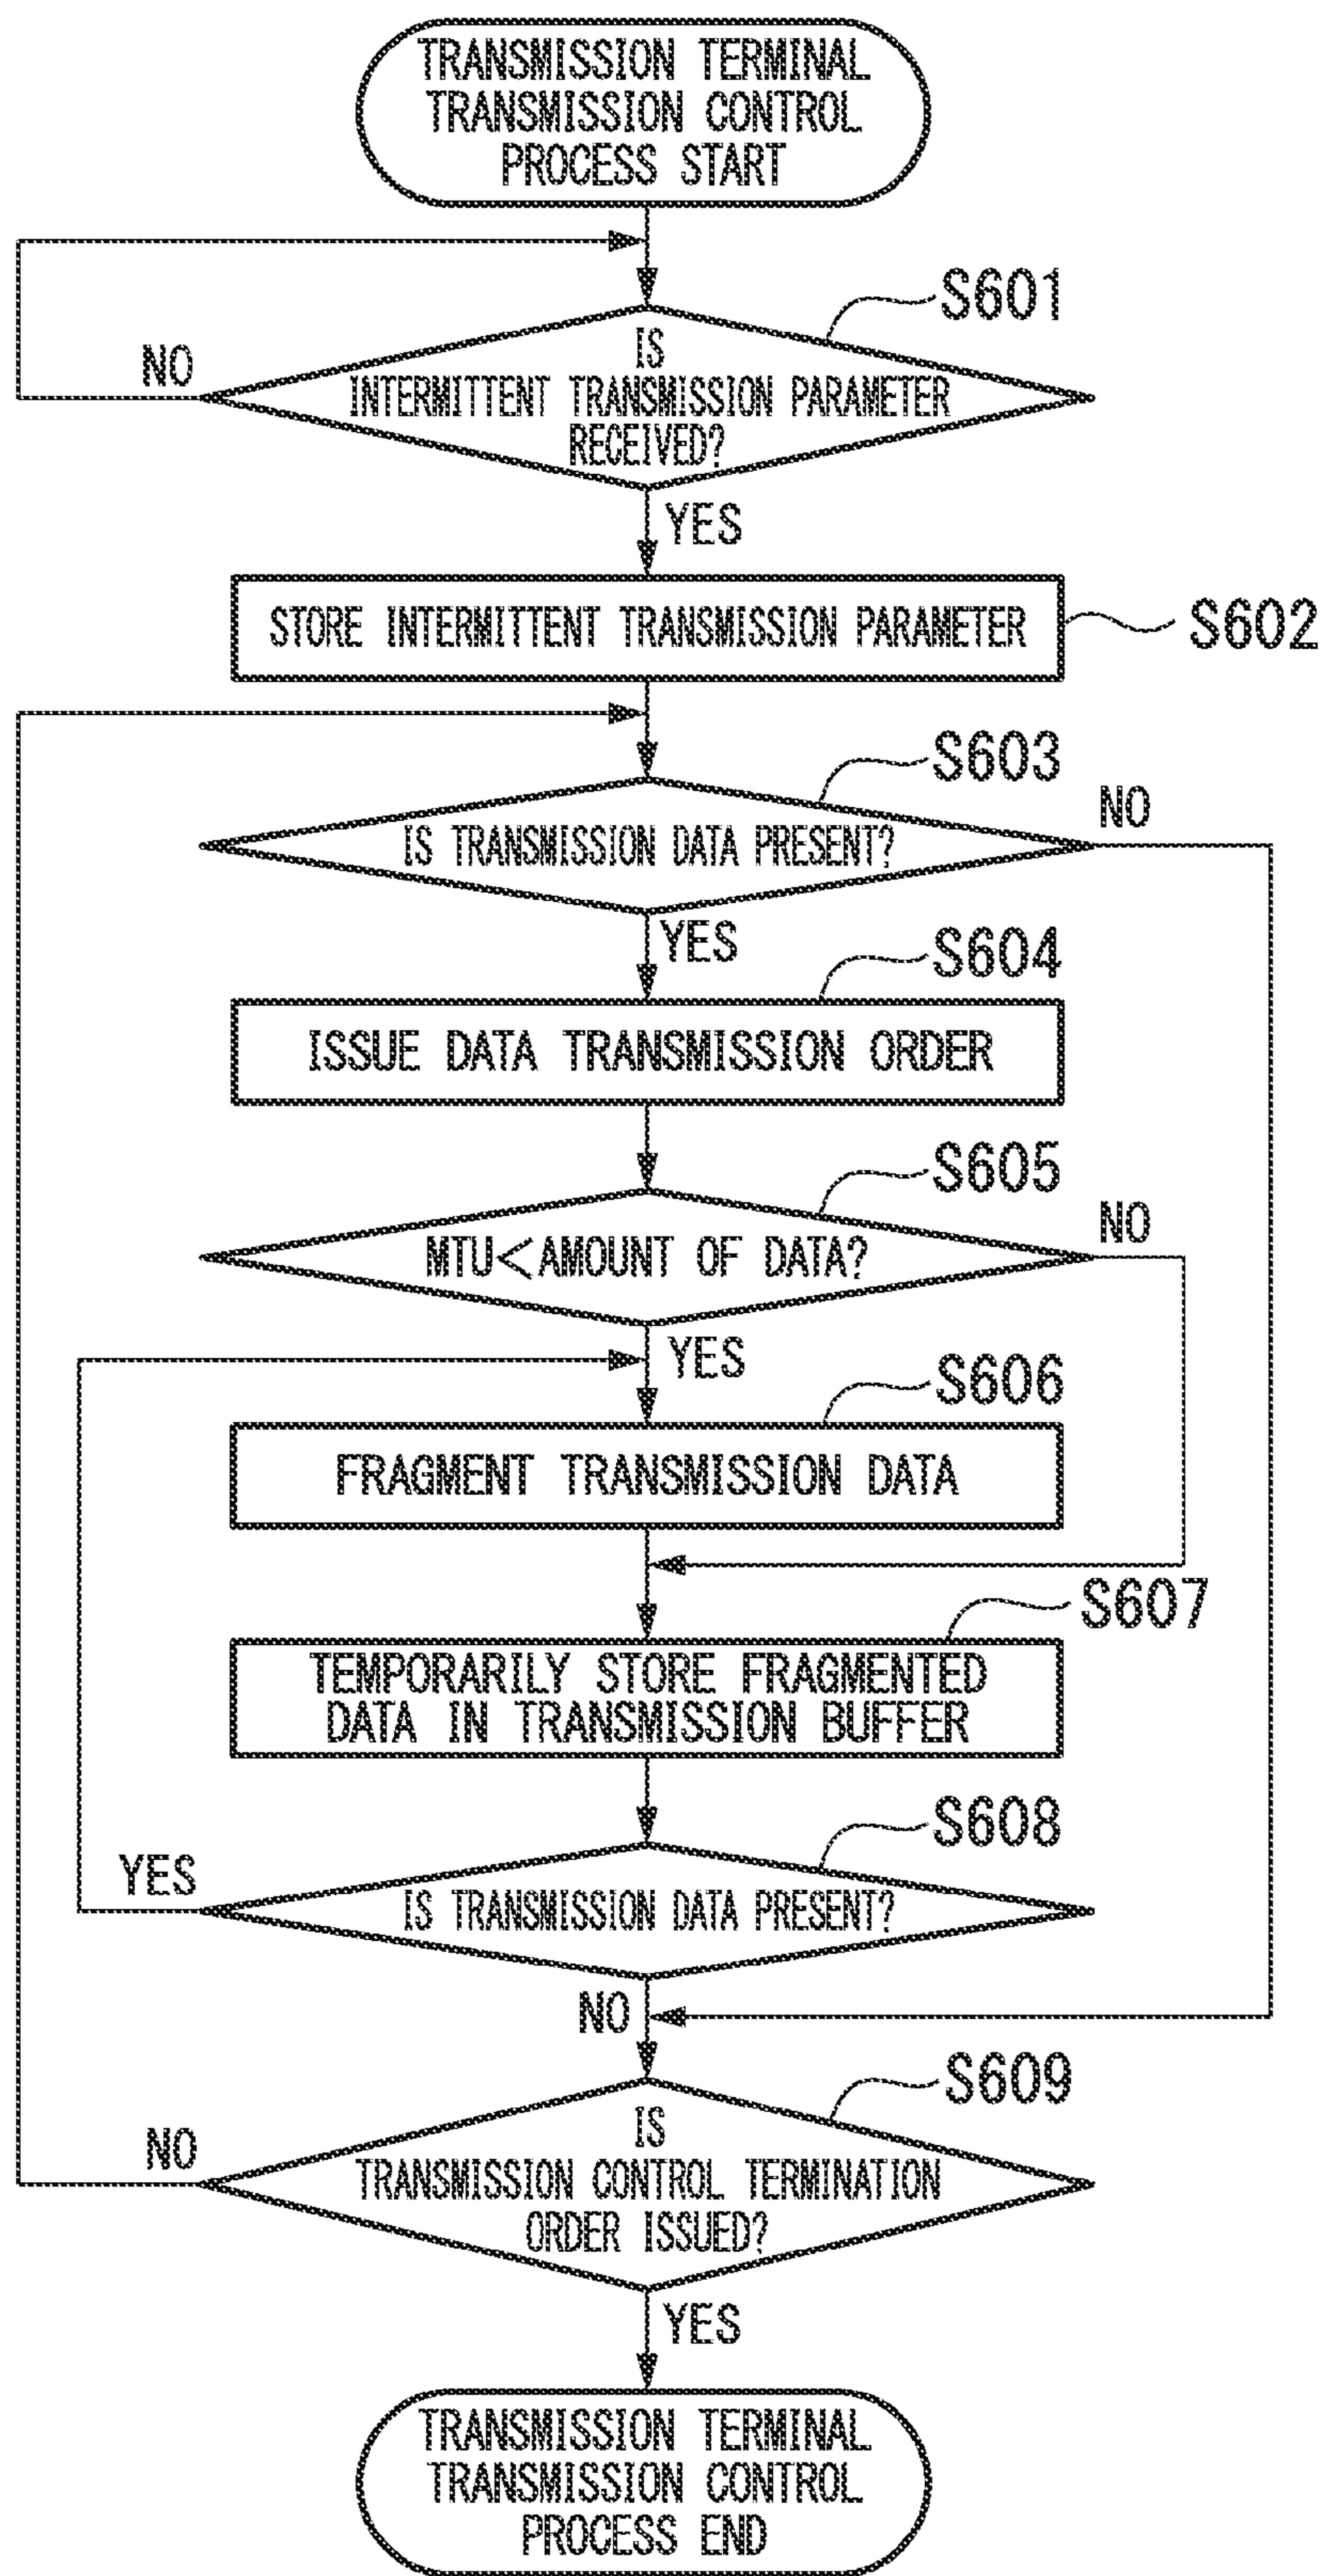 TRANSMISSION TERMINAL
TRANSMISSION CONTROL
PROCESS START
S601
NO
IS
INTERMITTENT TRANSMISSION PARAMETER
RECEIVED?
YES
STORE INTERMITTENT TRANSMISSION PARAMETER
S602
S603
NO
IS TRANSMISSION DATA PRESENT?
YES
S604
ISSUE DATA TRANSMISSION ORDER
S605
NO
MTU<AMOUNT OF DATA?
YES
S606
FRAGMENT TRANSMISSION DATA
S607
TEMPORARILY STORE FRAGMENTED
DATA IN TRANSMISSION BUFFER
S608
YES
IS TRANSMISSION DATA PRESENT?
NO
S609
NO
IS
TRANSMISSION CONTROL TERMINATION
ORDER ISSUED?
YES
TRANSMISSION TERMINAL
TRANSMISSION CONTROL
PROCESS END